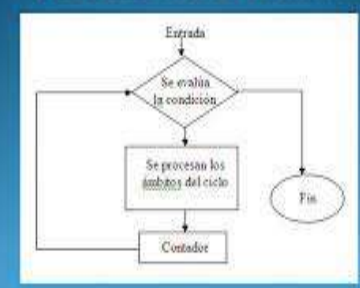 Entrada
Se evalúa
la condición
Se procesan los
ámbitos del ciclo
Fin
Contador